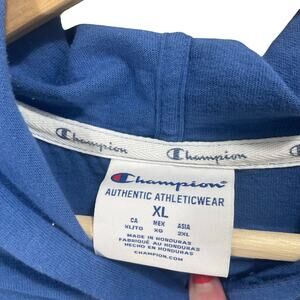 Champion
Champion
Champion
AUTHENTIC ATHLETICWEAR
XL
CA MEX ASIA
XL/TG XG 2XL
MADE IN HONDURAS
FABRIQUÉ AU HONDURAS
HECHO EN HONDURAS
CHAMPION.COM